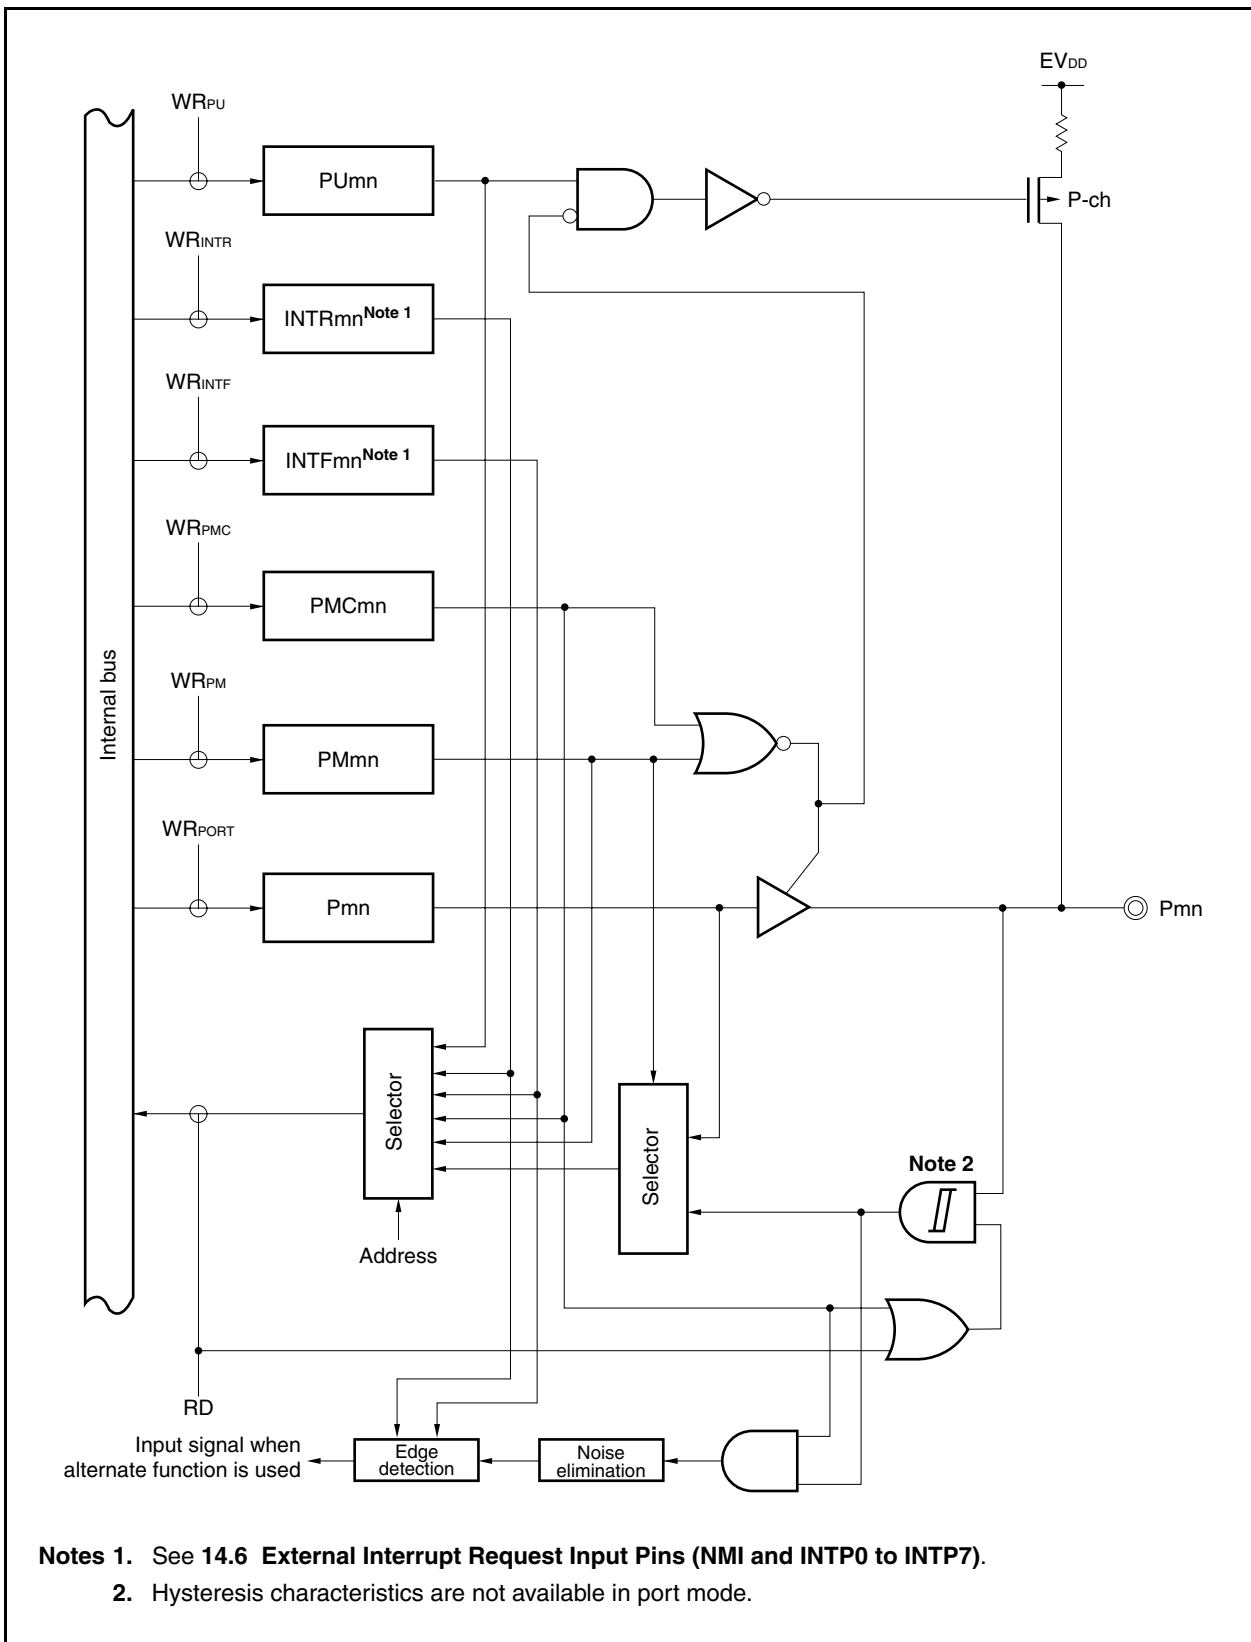 EVDD
WRPU
PUmn
P-ch
WRINTR
INTRmnNote 1
WRINTF
INTFmnNote 1
WRPMC
PMCmn
Internal bus
WRPM
PMmn
WRPORT
Pmn
Pmn
Selector
Selector
Note 2
Address
RD
Input signal when
alternate function is used
Edge
detection
Noise
elimination
Notes 1. See 14.6 External Interrupt Request Input Pins (NMI and INTP0 to INTP7).
2. Hysteresis characteristics are not available in port mode.